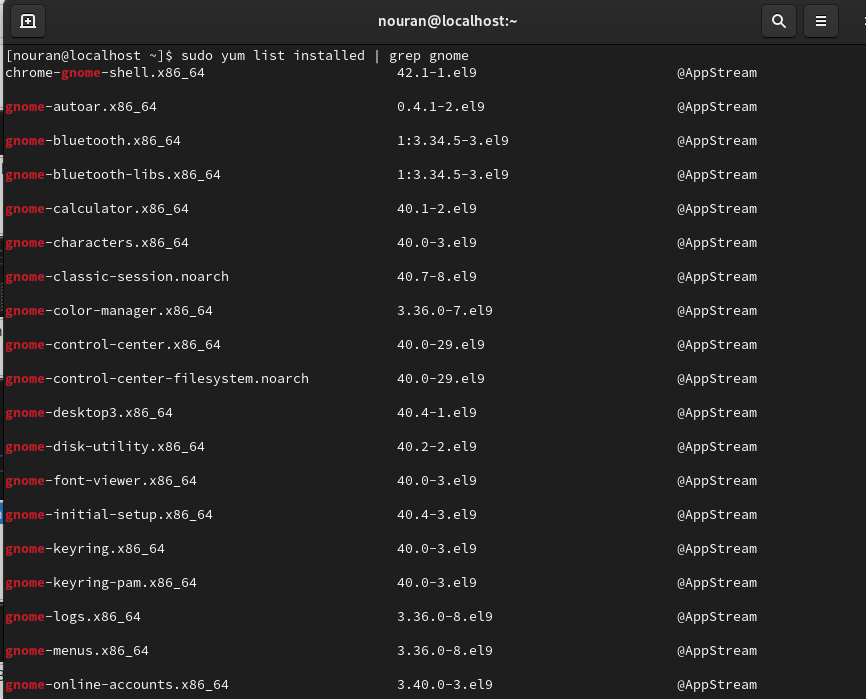 nouran@localhost:~
[nouran@localhost ~]$ sudo yum list installed | grep gnome
chrome-gnome-shell.x86_64 42.1-1.el9 @AppStream
gnome-autoar.x86_64 0.4.1-2.el9 @AppStream
gnome-bluetooth.x86_64 1:3.34.5-3.el9 @AppStream
gnome-bluetooth-libs.x86_64 1:3.34.5-3.el9 @AppStream
gnome-calculator.x86_64 40.1-2.el9 @AppStream
gnome-characters.x86_64 40.0-3.el9 @AppStream
gnome-classic-session.noarch 40.7-8.el9 @AppStream
gnome-color-manager.x86_64 3.36.0-7.el9 @AppStream
gnome-control-center.x86_64 40.0-29.el9 @AppStream
gnome-control-center-filesystem.noarch 40.0-29.el9 @AppStream
gnome-desktop3.x86_64 40.4-1.el9 @AppStream
gnome-disk-utility.x86_64 40.2-2.el9 @AppStream
gnome-font-viewer.x86_64 40.0-3.el9 @AppStream
gnome-initial-setup.x86_64 40.4-3.el9 @AppStream
gnome-keyring.x86_64 40.0-3.el9 @AppStream
gnome-keyring-pam.x86_64 40.0-3.el9 @AppStream
gnome-logs.x86_64 3.36.0-8.el9 @AppStream
gnome-menus.x86_64 3.36.0-8.el9 @AppStream
gnome-online-accounts.x86_64 3.40.0-3.el9 @AppStream